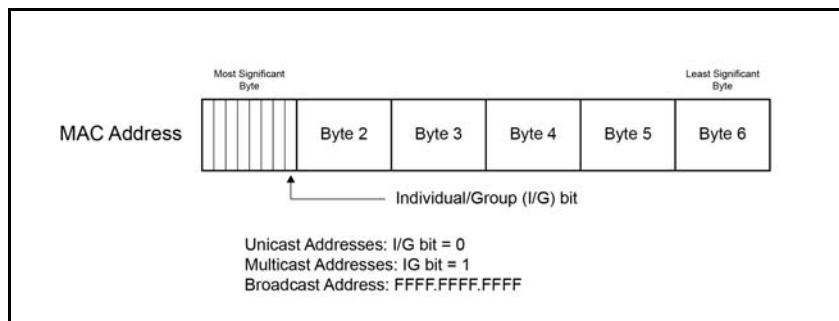 Most Significant
Byte
Least Significant
Byte
MAC Address
Byte 2
Byte 3
Byte 4
Byte 5
Byte 6
Individual/Group (I/G) bit
Unicast Addresses: I/G bit = 0
Multicast Addresses: IG bit = 1
Broadcast Address: FFFF.FFFF.FFFF